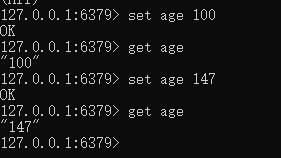 127.0.0.1:6379> set age 100
OK
127.0.0.1:6379> get age
"100"
127.0.0.1:6379> set age 147
OK
127.0.0.1:6379> get age
"147"
127.0.0.1:6379>